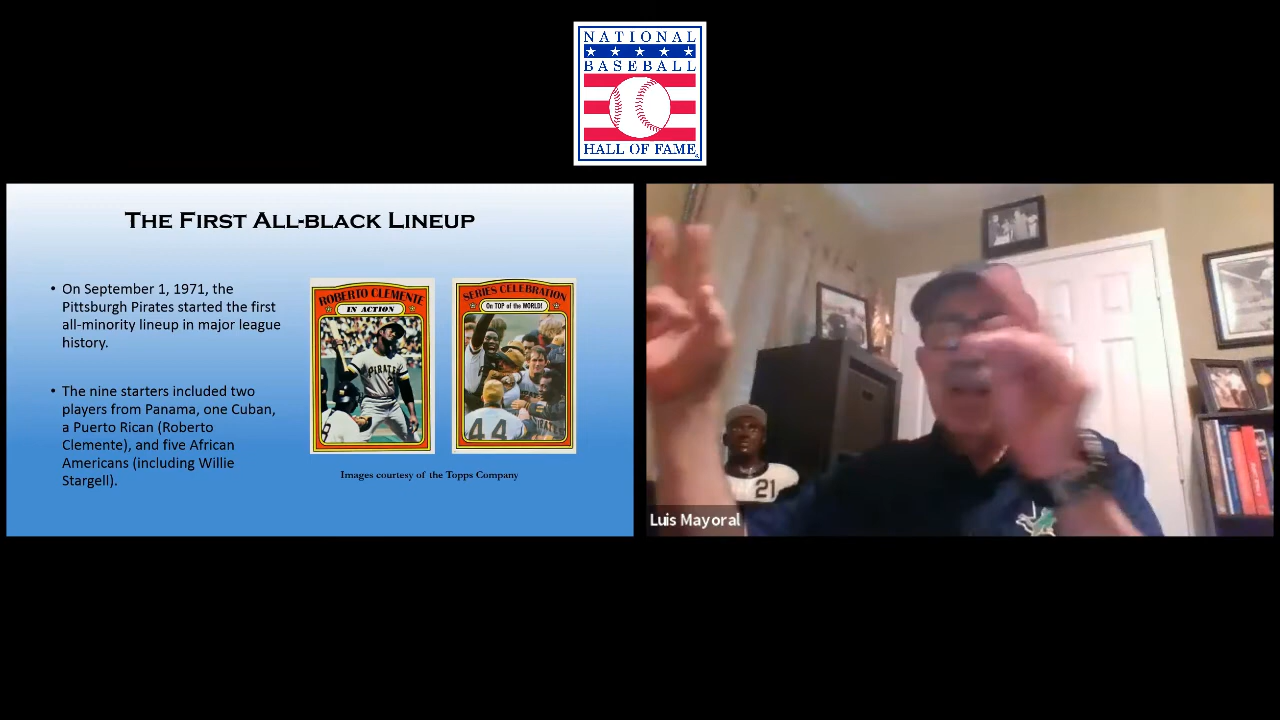 NATIONAL
BASEBALL
HALL OF FAME
THE FIRST ALL-BLACK LINEUP
• On September 1, 1971, the
Pittsburgh Pirates started the first
all-minority lineup in major league
history.
• The nine starters included two
players from Panama, one Cuban,
a Puerto Rican (Roberto
Clemente), and five African
Americans (including Willie
Stargell).
ROBERTO CLEMENTE
IN ACTION
PIRATES
SERIES CELEBRATION
On TOP of the WORLD!
44
Images courtesy of the Topps Company
21
Luis Mayoral